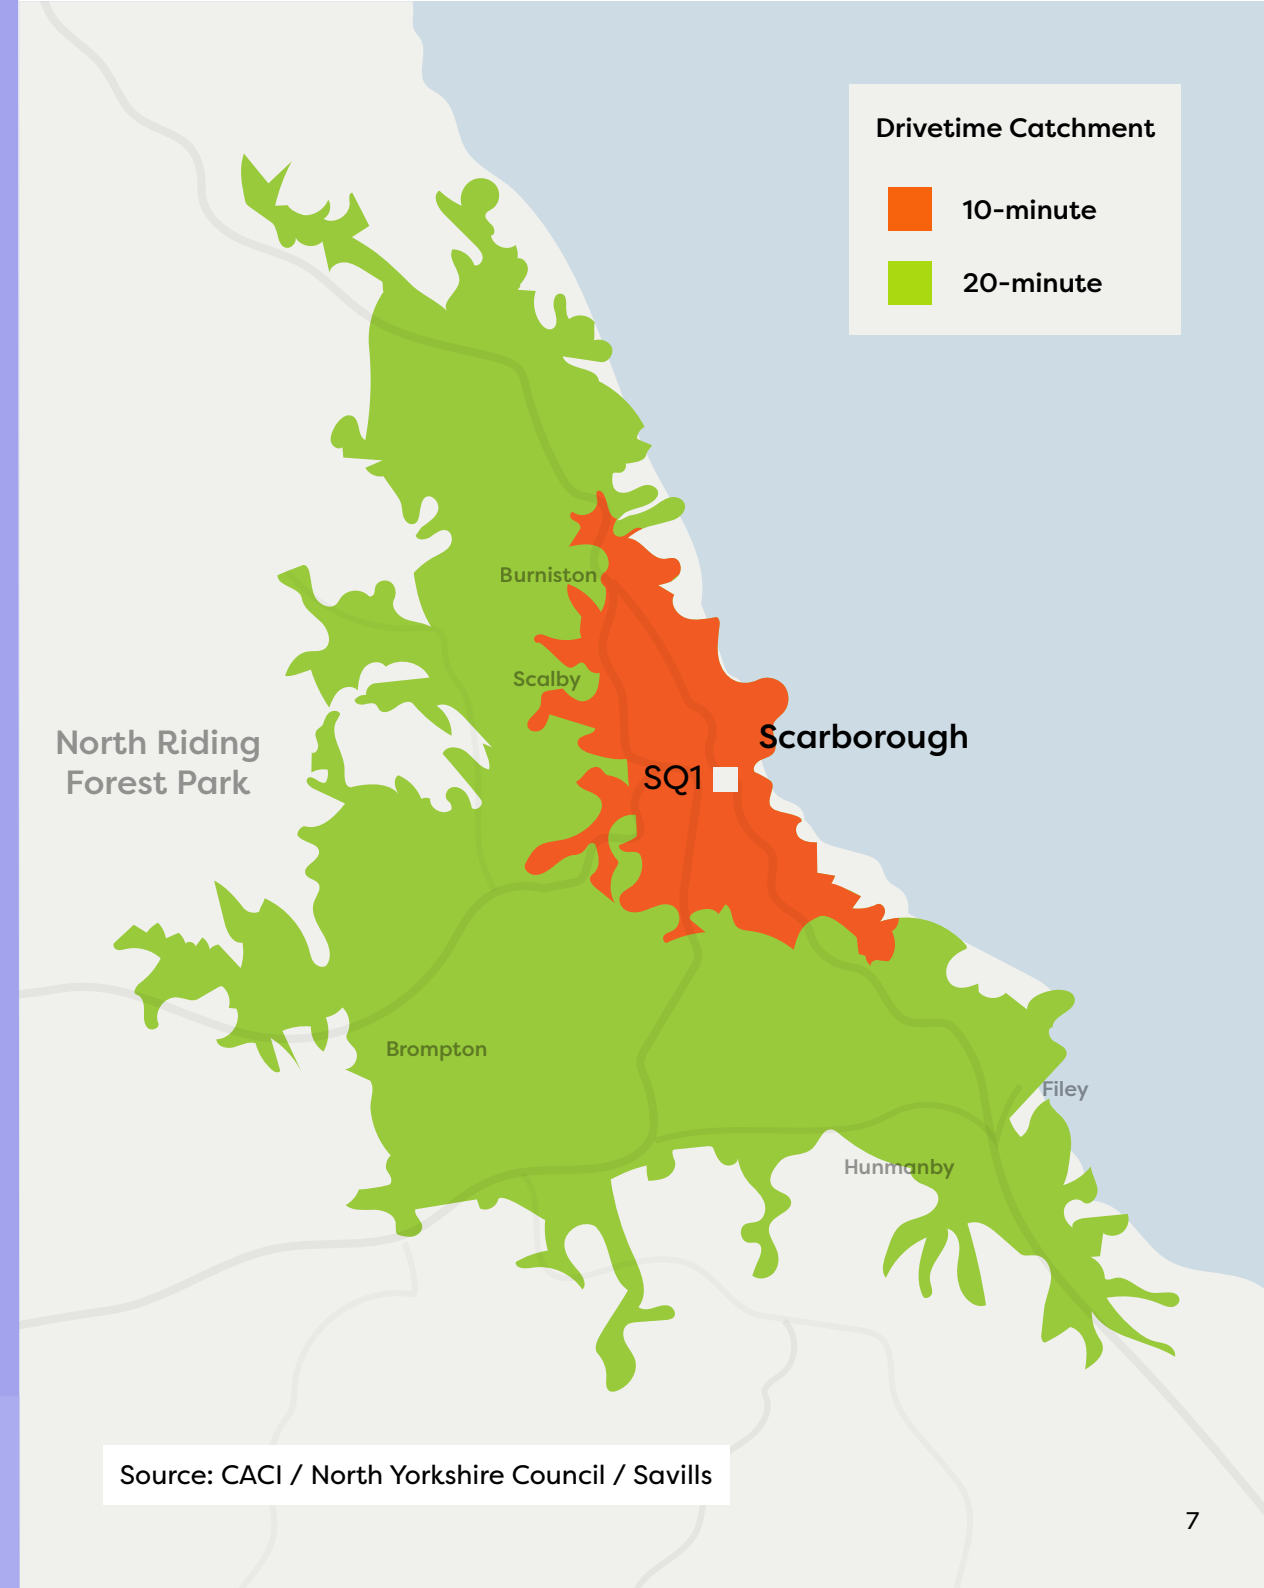 Drivetime Catchment
10-minute
20-minute
Burniston
Scalby
North Riding
Forest Park
Scarborough
SQ1
Brompton
Filey
Hunmanby
Source: CACI / North Yorkshire Council / Savills
7